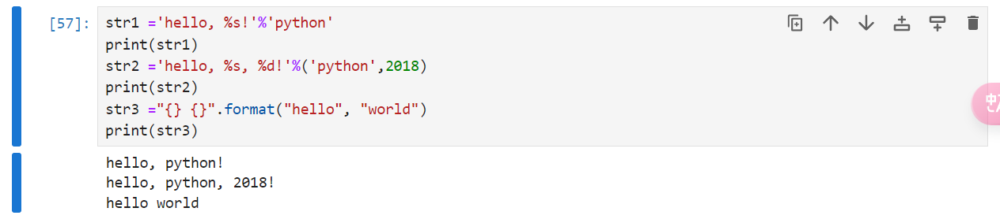 [57]:
str1 ='hello, %s!'%'python'
print(str1)
str2 ='hello, %s, %d!'%('python',2018)
print(str2)
str3 ="{} {}".format("hello", "world")
print(str3)
hello, python!
hello, python, 2018!
hello world